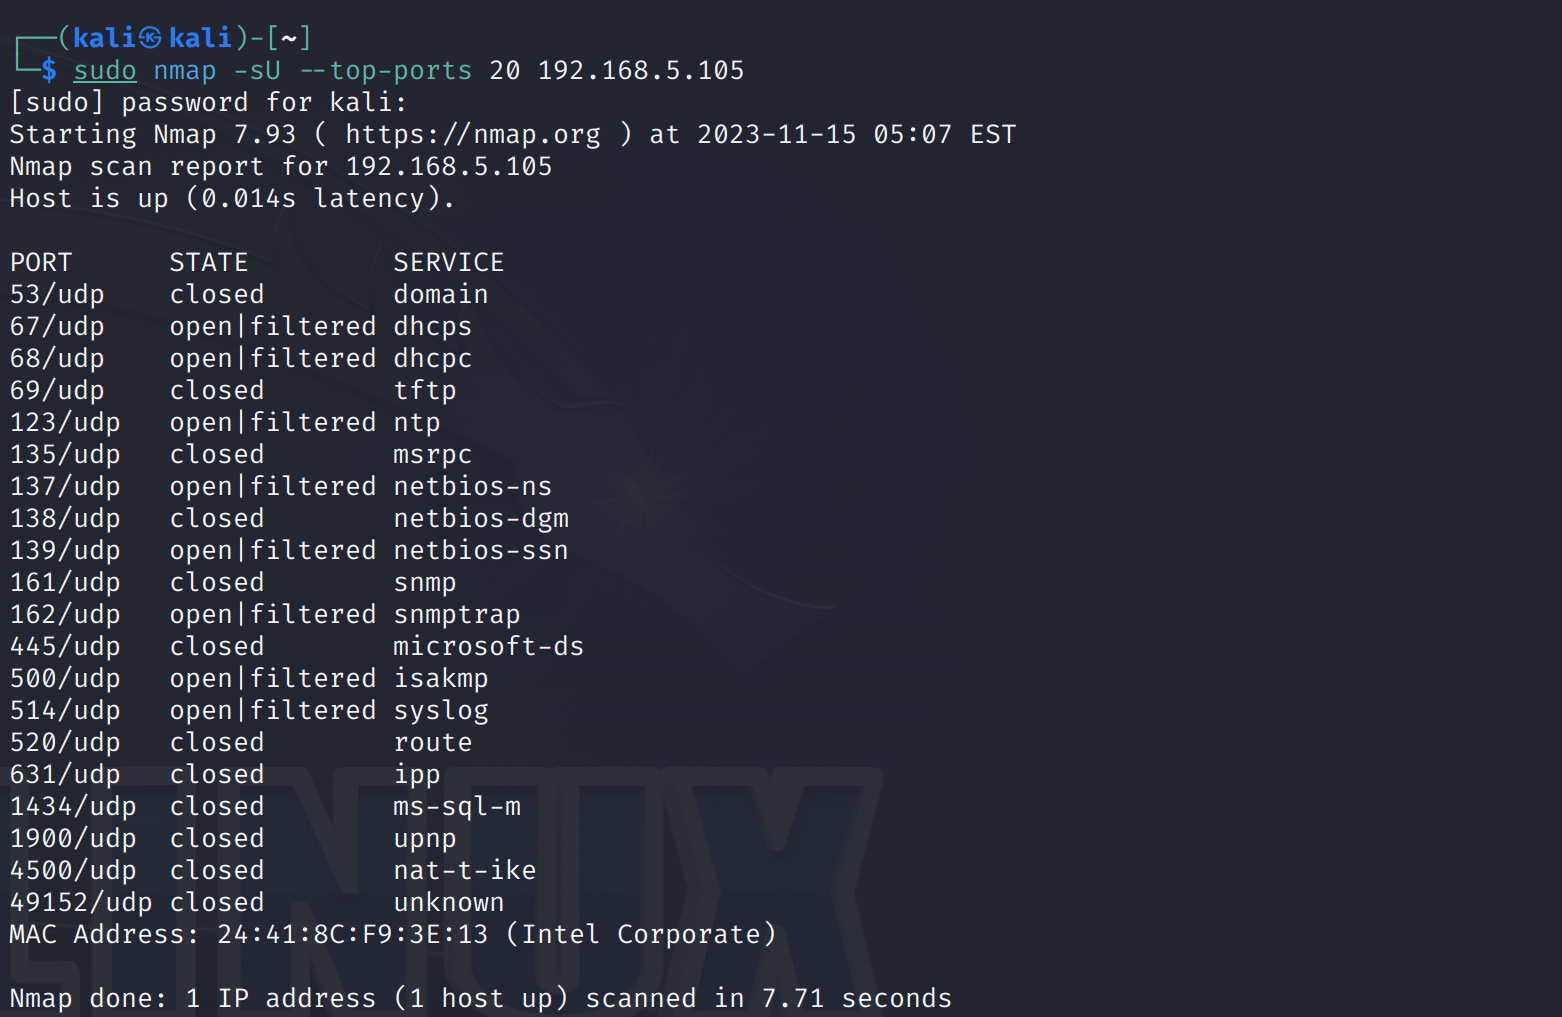 ┌──(kali㉿kali)-[~]
└─$ sudo nmap -sU --top-ports 20 192.168.5.105
[sudo] password for kali:
Starting Nmap 7.93 ( https://nmap.org ) at 2023-11-15 05:07 EST
Nmap scan report for 192.168.5.105
Host is up (0.014s latency).

PORT      STATE         SERVICE
53/udp    closed        domain
67/udp    open|filtered dhcps
68/udp    open|filtered dhcpc
69/udp    closed        tftp
123/udp   open|filtered ntp
135/udp   closed        msrpc
137/udp   open|filtered netbios-ns
138/udp   closed        netbios-dgm
139/udp   open|filtered netbios-ssn
161/udp   closed        snmp
162/udp   open|filtered snmptrap
445/udp   closed        microsoft-ds
500/udp   open|filtered isakmp
514/udp   open|filtered syslog
520/udp   closed        route
631/udp   closed        ipp
1434/udp  closed        ms-sql-m
1900/udp  closed        upnp
4500/udp  closed        nat-t-ike
49152/udp closed        unknown
MAC Address: 24:41:8C:F9:3E:13 (Intel Corporate)

Nmap done: 1 IP address (1 host up) scanned in 7.71 seconds